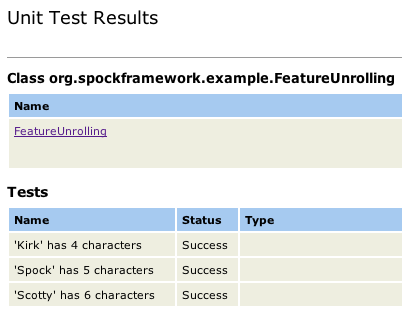 Unit Test Results
Class org.spockframework.example.FeatureUnrolling
Name
FeatureUnrolling
Tests
Name Status Type
'Kirk' has 4 characters Success
'Spock' has 5 characters Success
'Scotty' has 6 characters Success